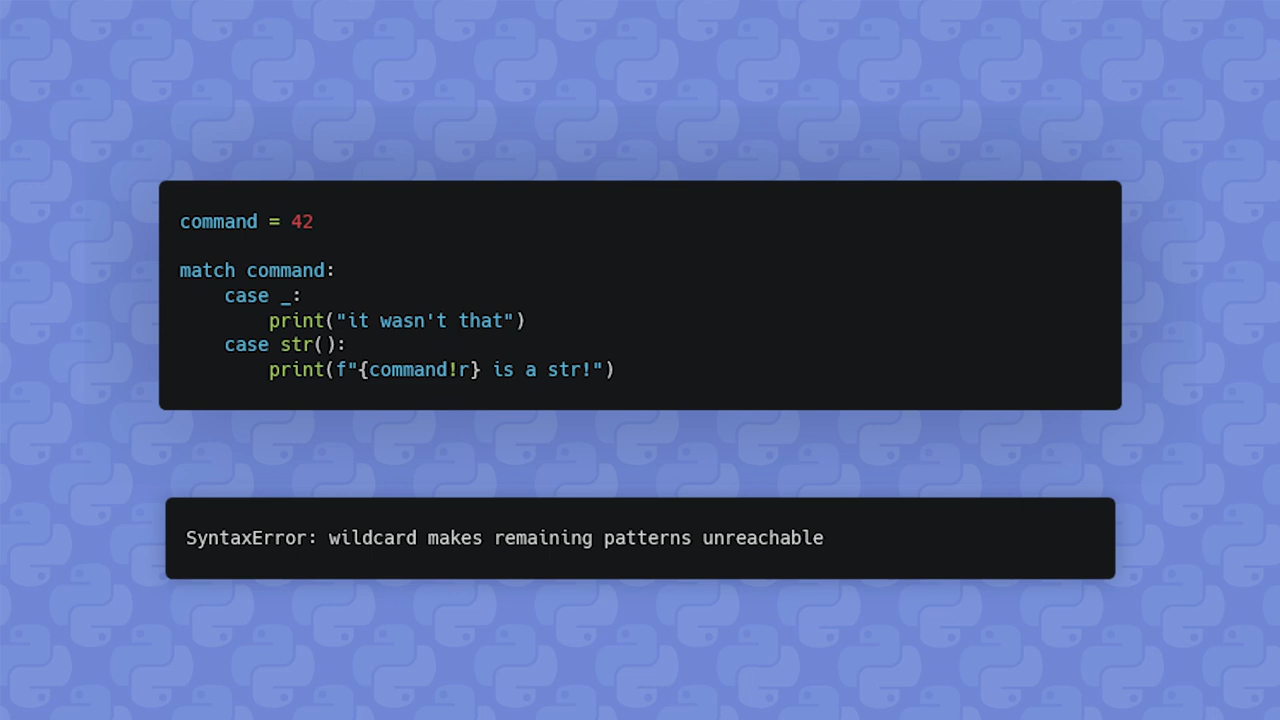 command = 42
match command:
    case _:
        print("it wasn't that")
    case str():
        print(f"{command!r} is a str!")
SyntaxError: wildcard makes remaining patterns unreachable